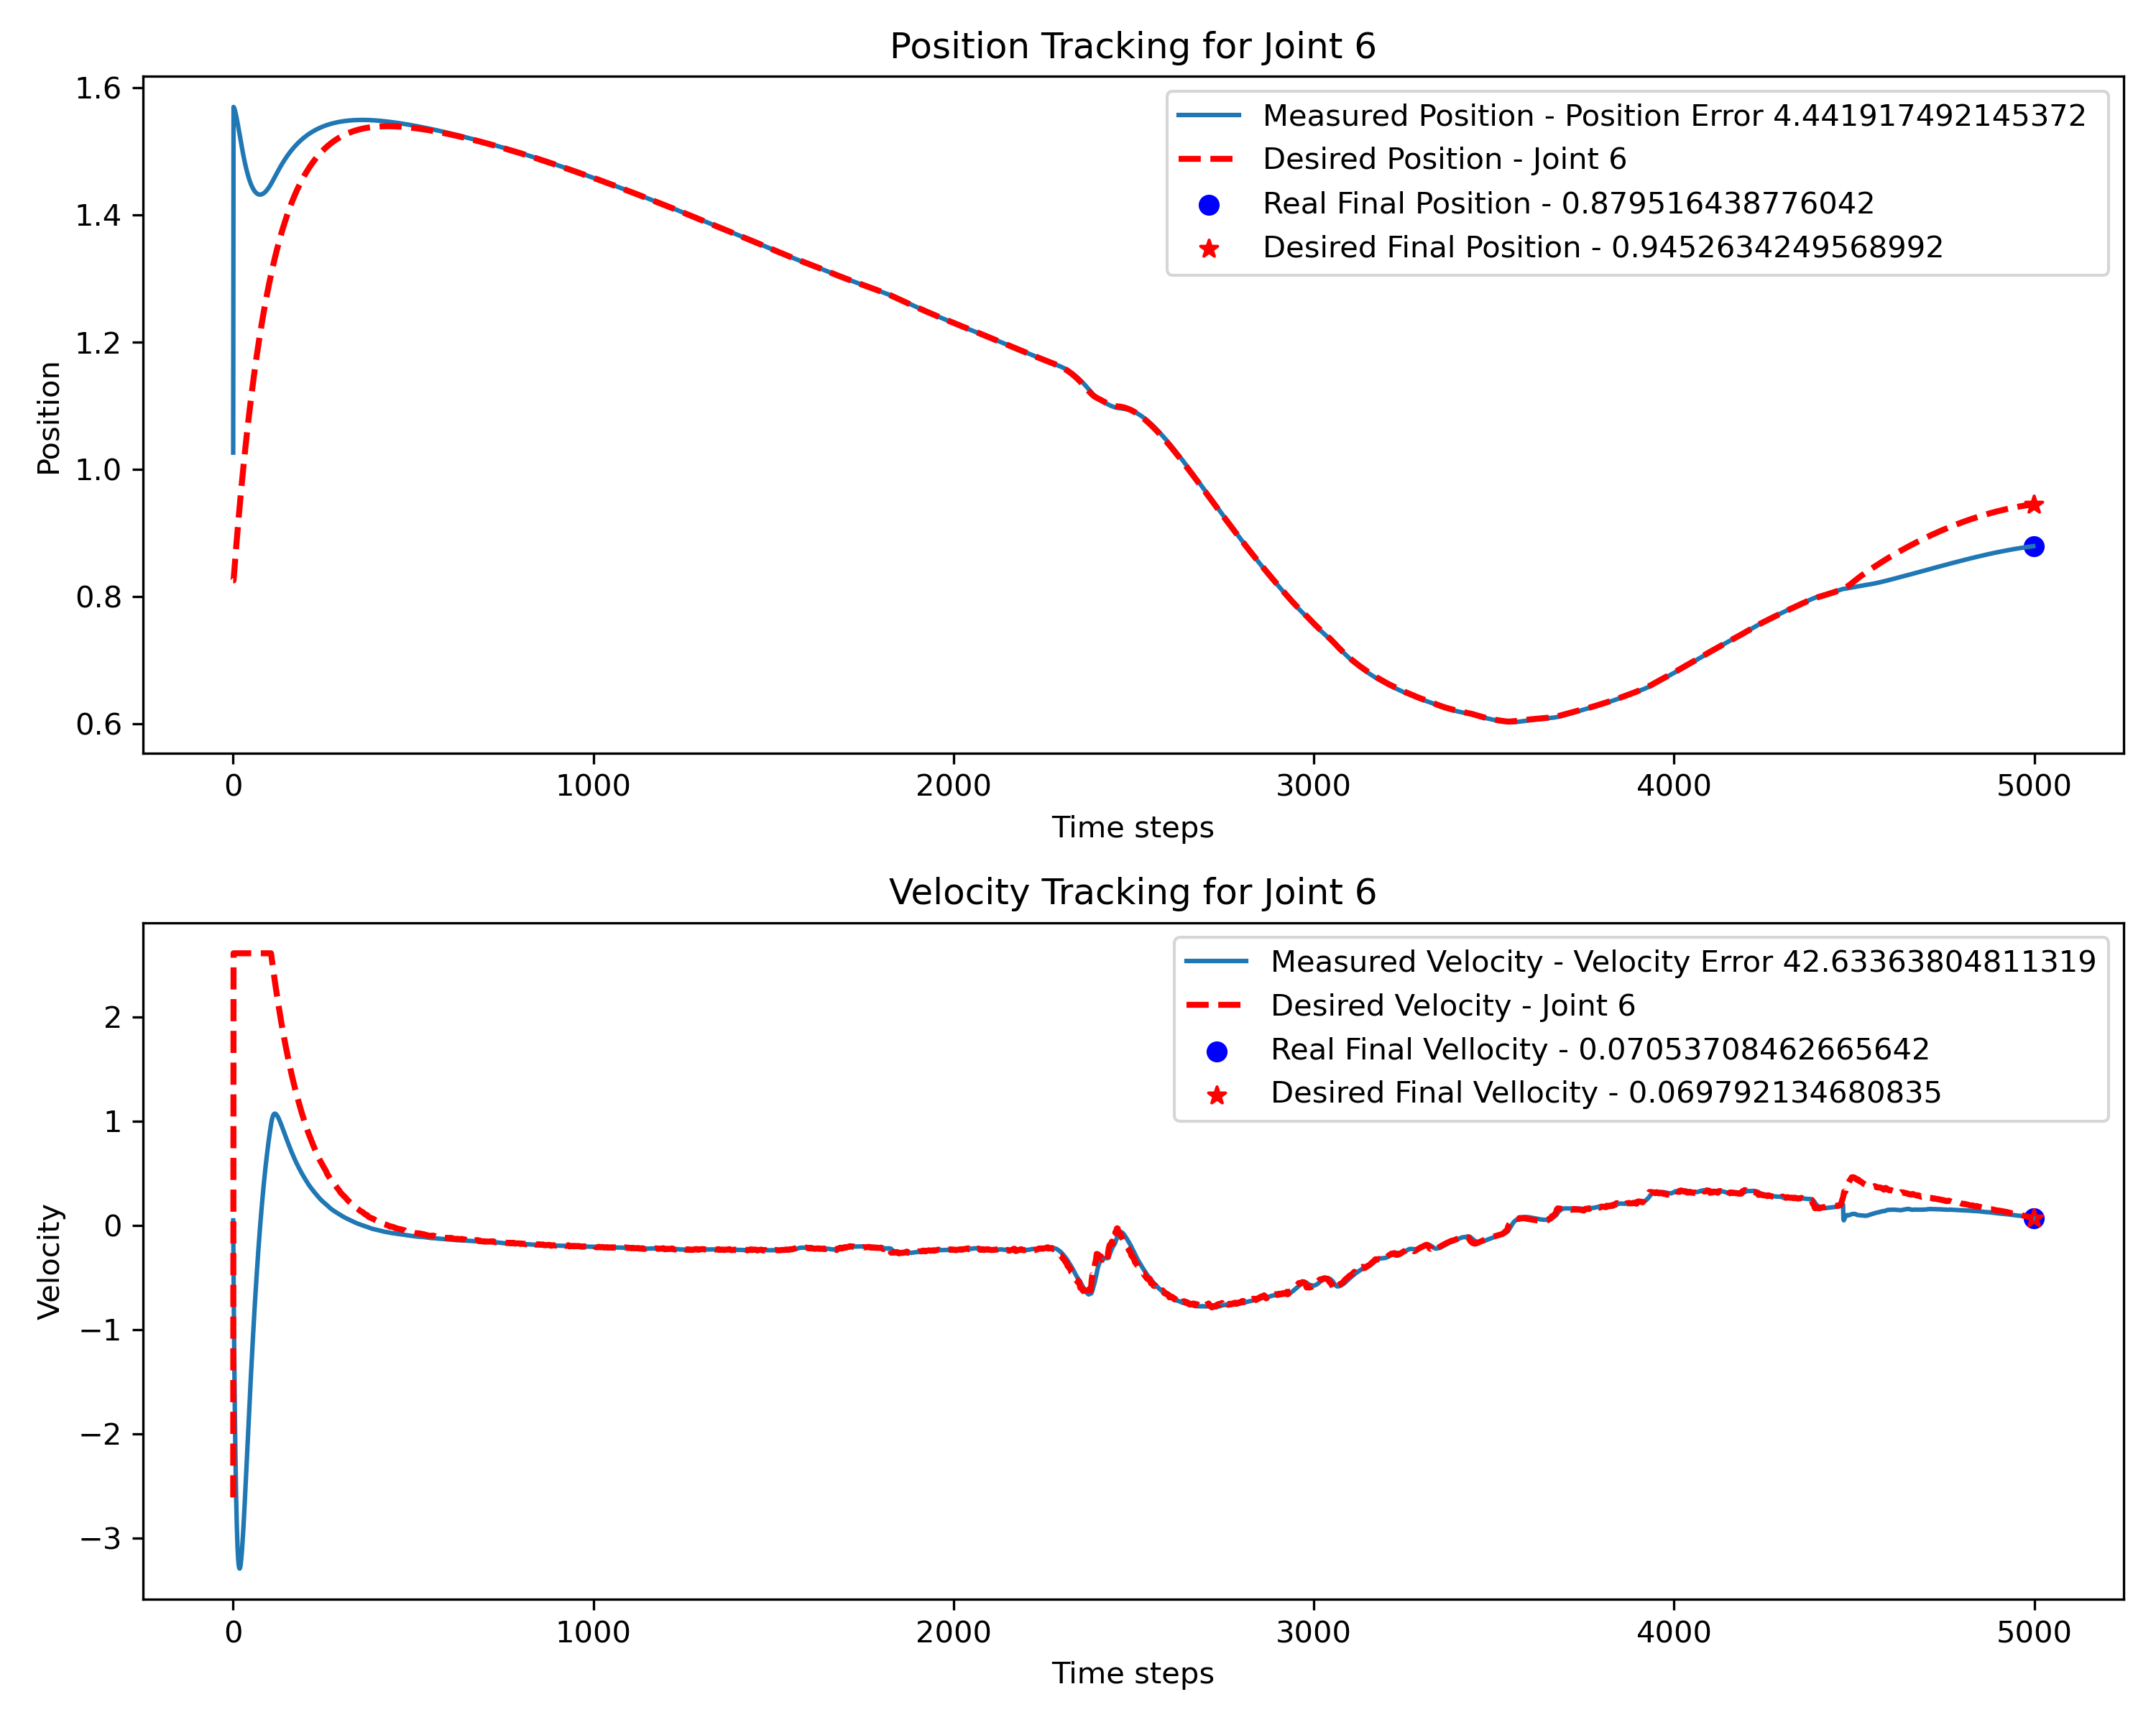 Position Tracking for Joint 6
1.6
1.4
1.2
1.0
0.8
0.6
Position
Measured Position - Position Error 4.441917492145372
Desired Position - Joint 6
Real Final Position - 0.879516438776042
Desired Final Position - 0.9452634249568992
0 1000 2000 3000 4000 5000
Time steps
Velocity Tracking for Joint 6
2
1
0
−1
−2
−3
Velocity
Measured Velocity - Velocity Error 42.63363804811319
Desired Velocity - Joint 6
Real Final Vellocity - 0.07053708462665642
Desired Final Vellocity - 0.069792134680835
0 1000 2000 3000 4000 5000
Time steps